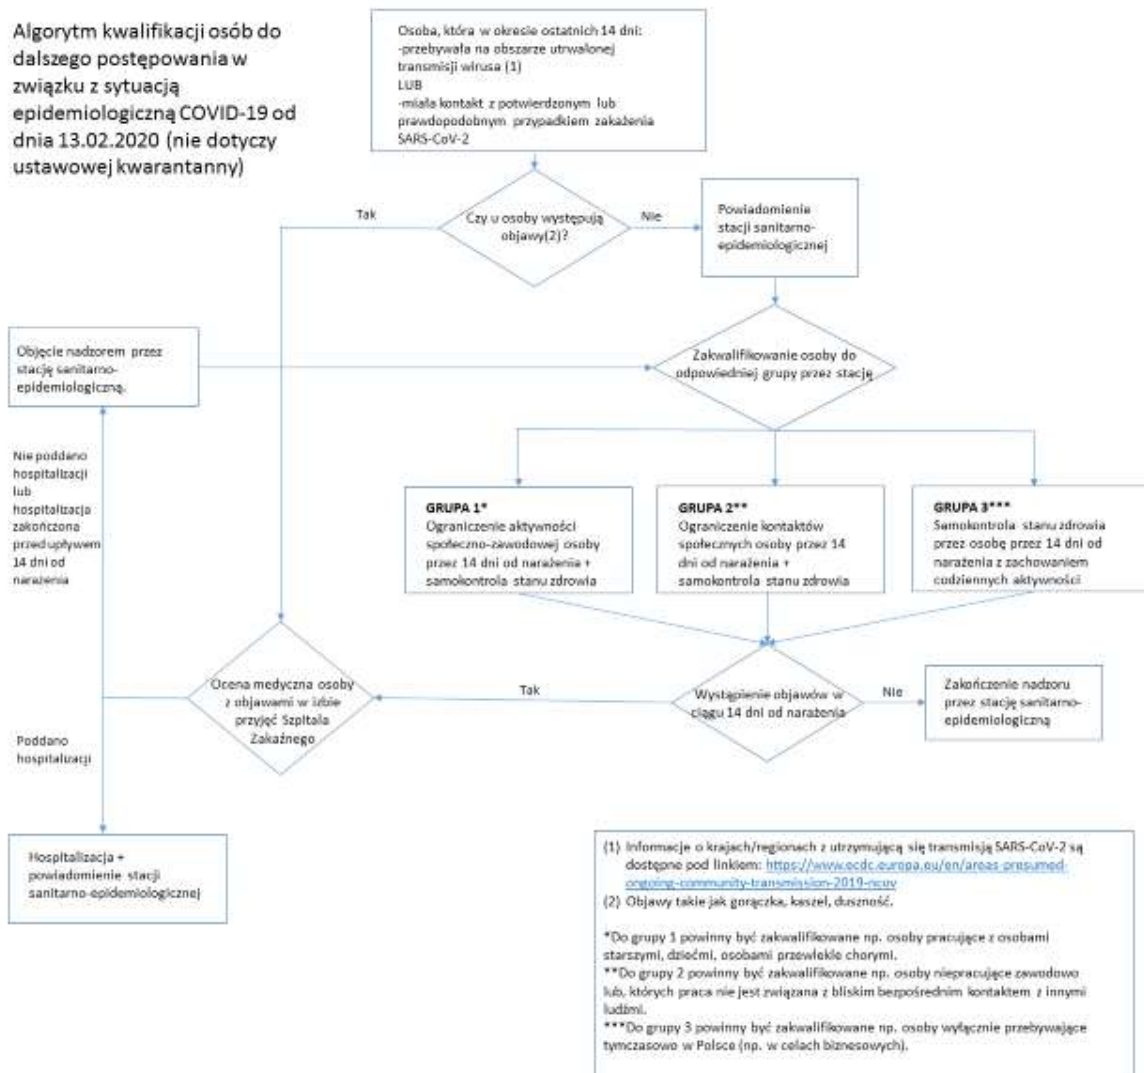 Algorytm kwalifikacji osób do
dalszego postępowania w
związku z sytuacją
epidemiologiczną COVID-19 od
dnia 13.02.2020 (nie dotyczy
ustawowej kwarantanny)
Osoba, która w okresie ostatnich 14 dni:
-przebywała na obszarze utrwalonej
transmisji wirusa (1)
LUB
-miała kontakt z potwierdzonym lub
prawdopodobnym przypadkiem zakażenia
SARS-CoV-2
Tak
Czy u osoby występują
objawy(2)?
Nie
Powiadomienie
stacji sanitarno-
epidemiologicznej
Objęcie nadzorem przez
stację sanitarno-
epidemiologiczną.
Zakwalifikowanie osoby do
odpowiedniej grupy przez stację
Nie poddano
hospitalizacji
lub
hospitalizacja
zakończona
przed upływem
14 dni od
narażenia
GRUPA 1*
Ograniczenie aktywności
społeczno-zawodowej osoby
przez 14 dni od narażenia +
samokontrola stanu zdrowia
GRUPA 2**
Ograniczenie kontaktów
społecznych osoby przez 14
dni od narażenia +
samokontrola stanu zdrowia
GRUPA 3***
Samokontrola stanu zdrowia
przez osobę przez 14 dni od
narażenia z zachowaniem
codziennych aktywności
Ocena medyczna osoby
z objawami w izbie
przyjęć Szpitala
Zakaźnego
Tak
Wystąpienie objawów w
ciągu 14 dni od narażenia
Nie
Zakończenie nadzoru
przez stację sanitarno-
epidemiologiczną
Poddano
hospitalizacji
Hospitalizacja +
powiadomienie stacji
sanitarno-epidemiologicznej
(1) Informacje o krajach/regionach z utrzymującą się transmisją SARS-CoV-2 są
dostępne pod linkiem: https://www.ecdc.europa.eu/en/areas-presumed-
ongoing-community-transmission-2019-ncov
(2) Objawy takie jak gorączka, kaszel, duszność.
*Do grupy 1 powinny być zakwalifikowane np. osoby pracujące z osobami
starszymi, dziećmi, osobami przewlekle chorymi.
**Do grupy 2 powinny być zakwalifikowane np. osoby niepracujące zawodowo
lub, których praca nie jest związana z bliskim bezpośrednim kontaktem z innymi
ludźmi.
***Do grupy 3 powinny być zakwalifikowane np. osoby wyłącznie przebywające
tymczasowo w Polsce (np. w celach biznesowych).